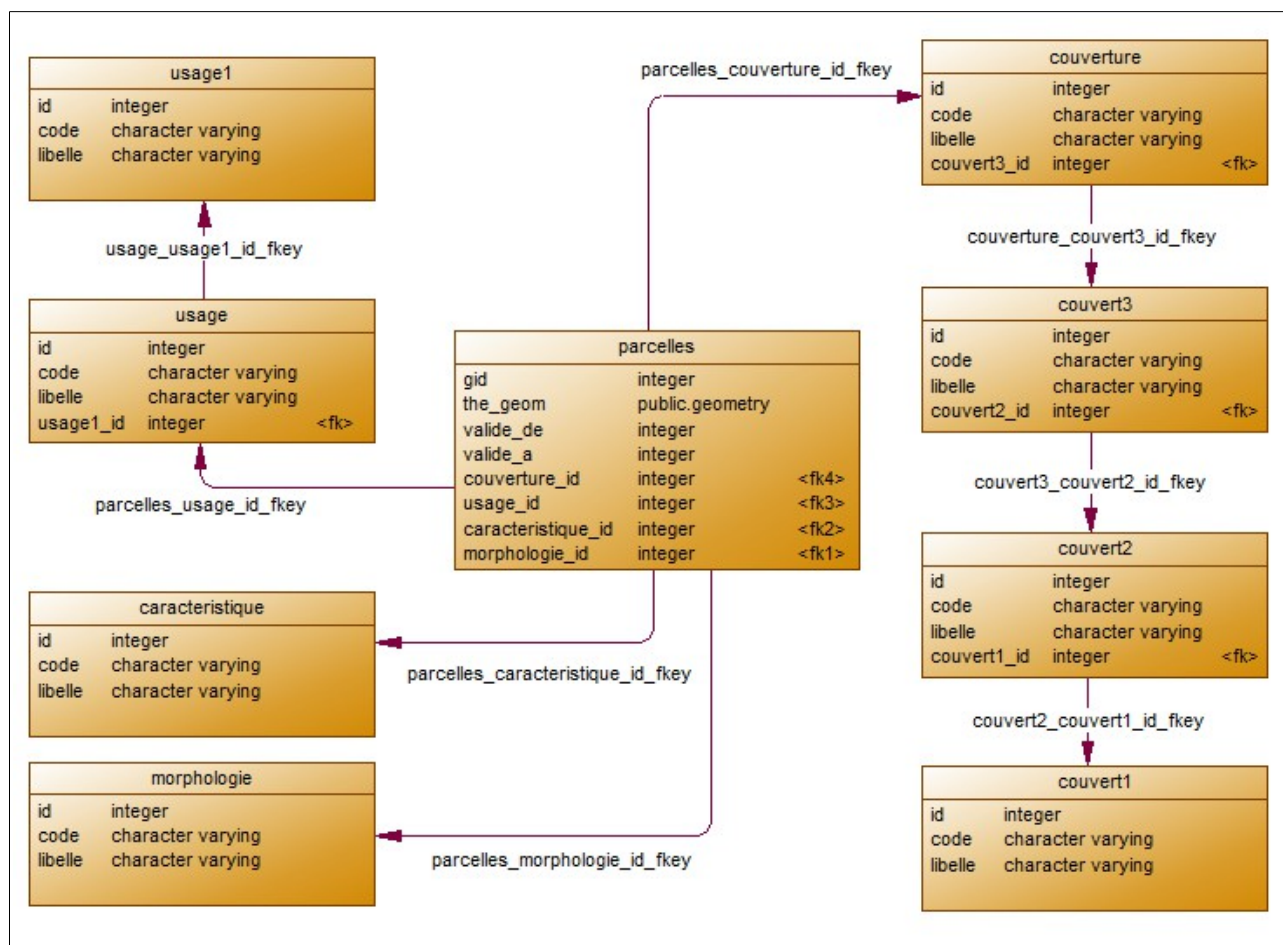 usage1
id integer
code character varying
libelle character varying
usage_usage1_id_fkey
usage
id integer
code character varying
libelle character varying
usage1_id integer <fk>
parcelles_usage_id_fkey
caracteristique
id integer
code character varying
libelle character varying
morphologie
id integer
code character varying
libelle character varying
parcelles_couverture_id_fkey
parcelles
gid integer
the_geom public.geometry
valide_de integer
valide_a integer
couverture_id integer <fk4>
usage_id integer <fk3>
caracteristique_id integer <fk2>
morphologie_id integer <fk1>
parcelles_caracteristique_id_fkey
parcelles_morphologie_id_fkey
couverture
id integer
code character varying
libelle character varying
couvert3_id integer <fk>
couverture_couvert3_id_fkey
couvert3
id integer
code character varying
libelle character varying
couvert2_id integer <fk>
couvert3_couvert2_id_fkey
couvert2
id integer
code character varying
libelle character varying
couvert1_id integer <fk>
couvert2_couvert1_id_fkey
couvert1
id integer
code character varying
libelle character varying